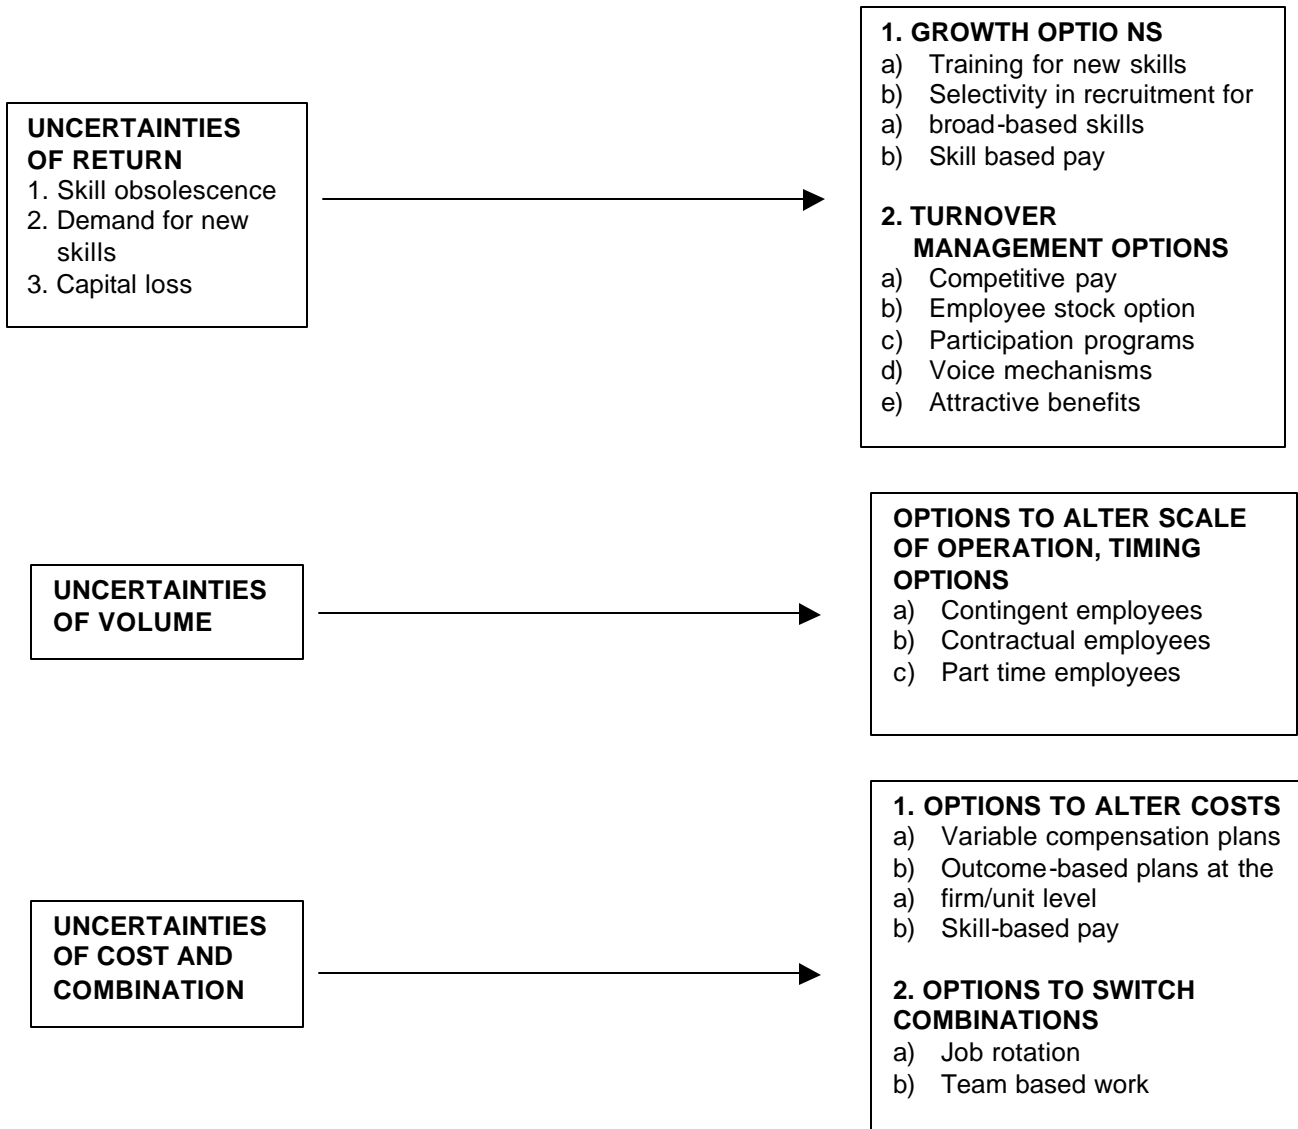 UNCERTAINTIES
OF RETURN
1. Skill obsolescence
2. Demand for new
skills
3. Capital loss
1. GROWTH OPTIO NS
a) Training for new skills
b) Selectivity in recruitment for
a) broad-based skills
b) Skill based pay
2. TURNOVER
MANAGEMENT OPTIONS
a) Competitive pay
b) Employee stock option
c) Participation programs
d) Voice mechanisms
e) Attractive benefits
UNCERTAINTIES
OF VOLUME
OPTIONS TO ALTER SCALE
OF OPERATION, TIMING
OPTIONS
a) Contingent employees
b) Contractual employees
c) Part time employees
UNCERTAINTIES
OF COST AND
COMBINATION
1. OPTIONS TO ALTER COSTS
a) Variable compensation plans
b) Outcome-based plans at the
a) firm/unit level
b) Skill-based pay
2. OPTIONS TO SWITCH
COMBINATIONS
a) Job rotation
b) Team based work